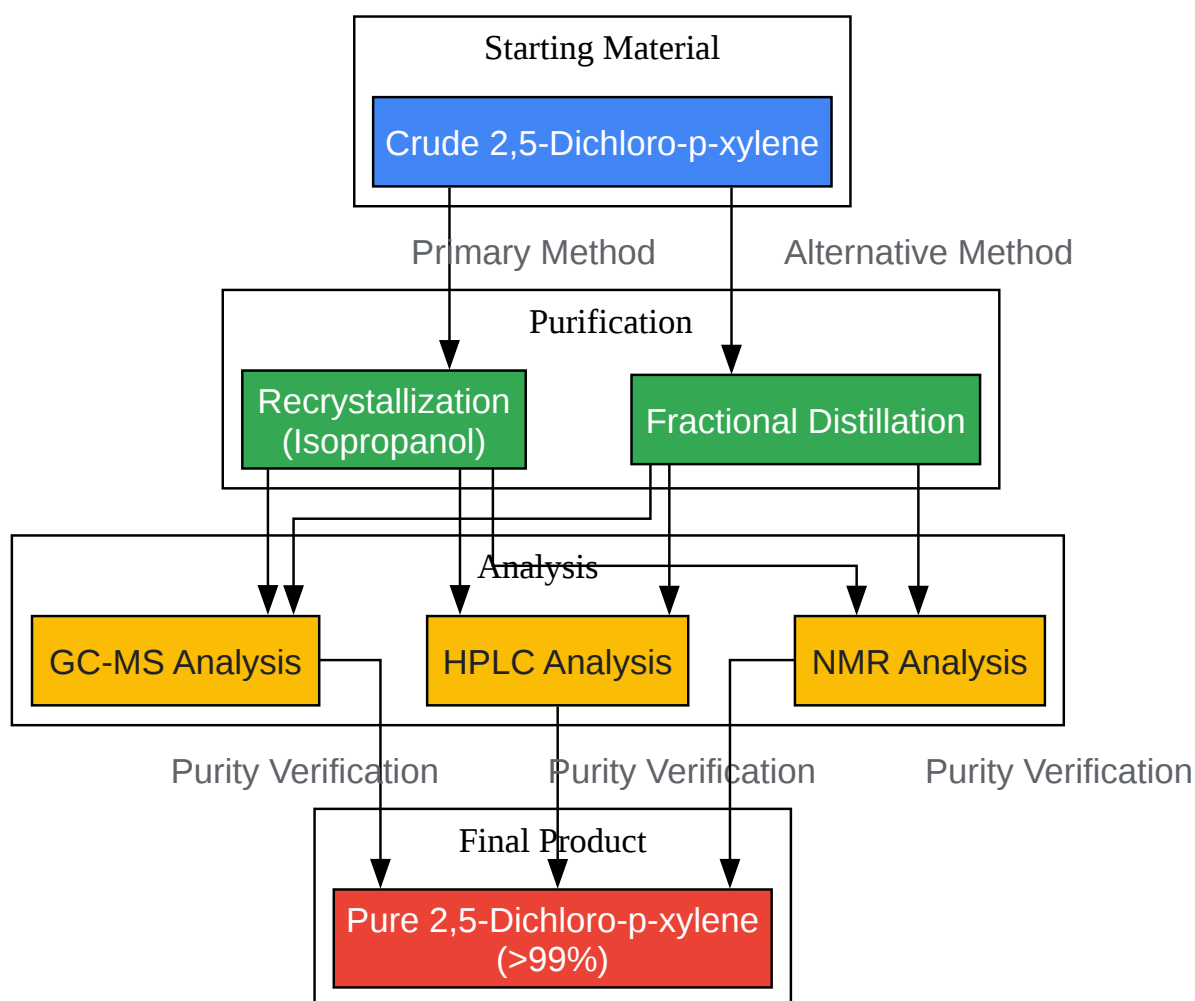 Starting Material
Crude 2,5-Dichloro-p-xylene
Primary Method
Alternative Method
Purification
Recrystallization
(Isopropanol)
Fractional Distillation
Analysis
GC-MS Analysis
HPLC Analysis
NMR Analysis
Purity Verification
Purity Verification
Purity Verification
Final Product
Pure 2,5-Dichloro-p-xylene
(>99%)